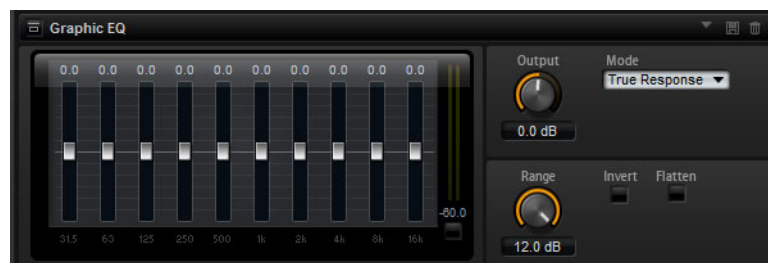 Graphic EQ
0.0 0.0 0.0 0.0 0.0 0.0 0.0 0.0 0.0 0.0
-60.0
31,5 63 125 250 500 1k 2k 4k 8k 16k
Output
0.0 dB
Mode
True Response
Range
12.0 dB
Invert
Flatten